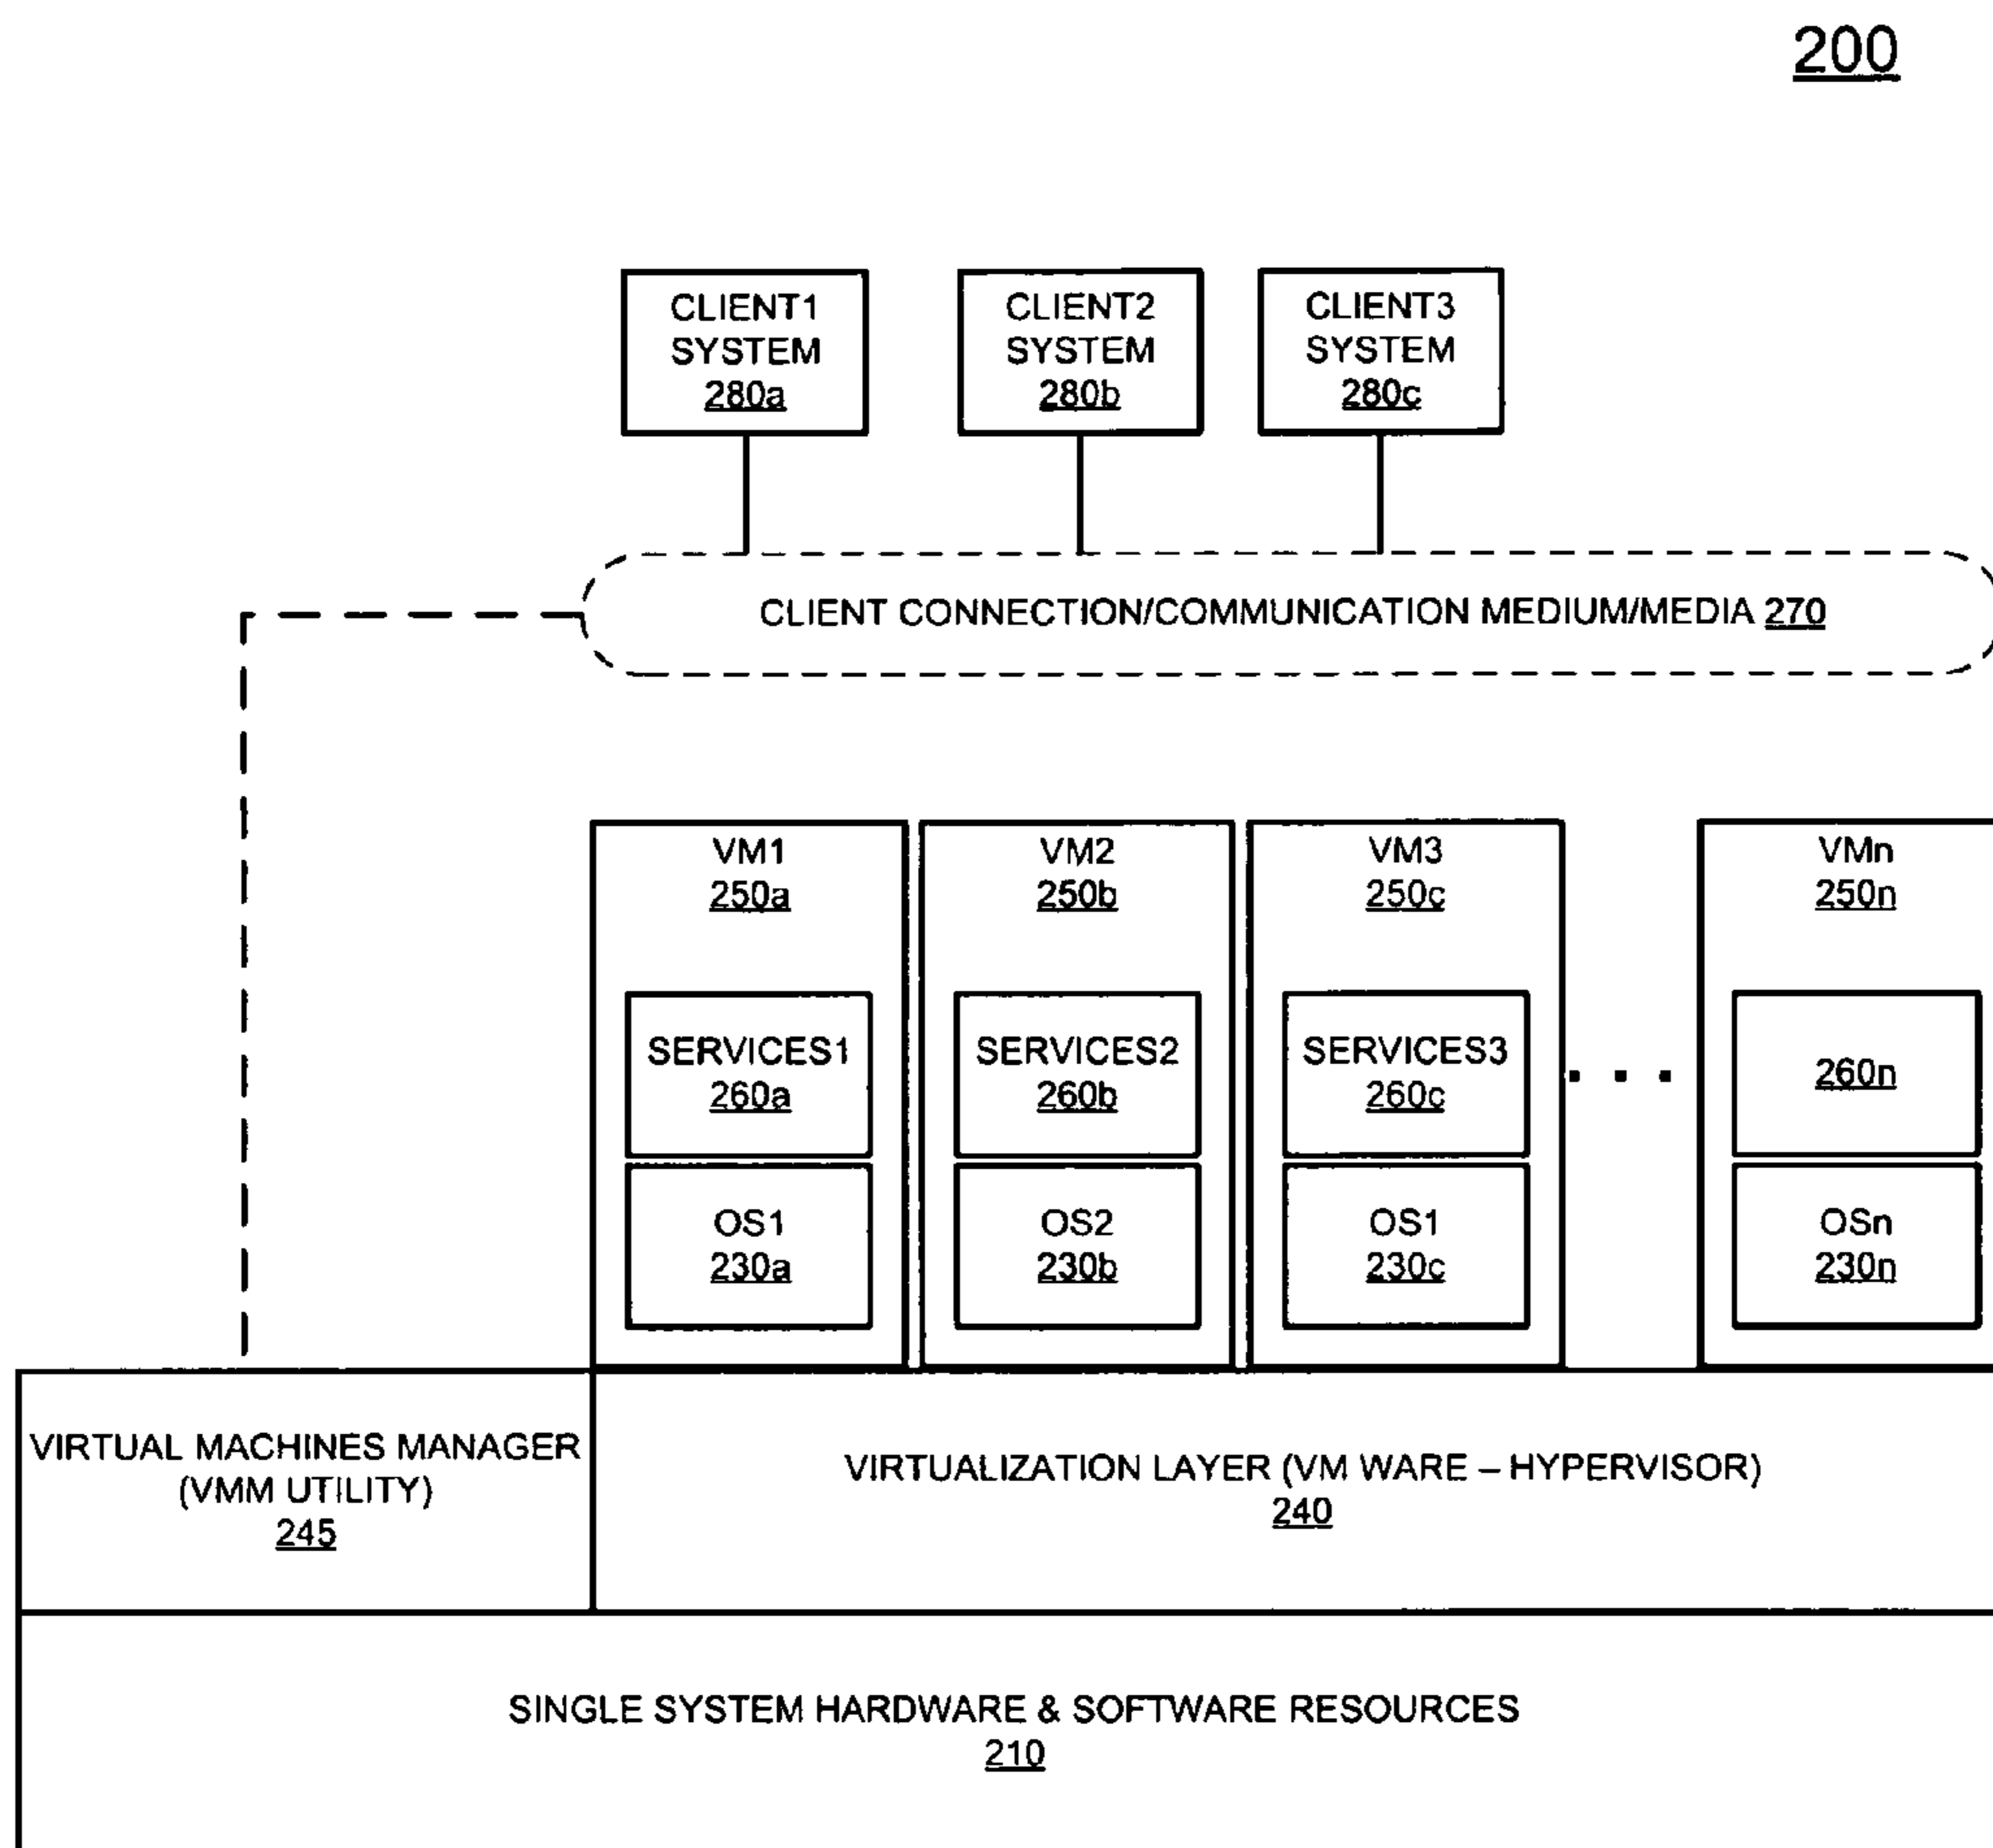 200
CLIENT1
SYSTEM
280a
CLIENT2
SYSTEM
280b
CLIENT3
SYSTEM
280c
CLIENT CONNECTION/COMMUNICATION MEDIUM/MEDIA 270
VM1
250a
VM2
250b
VM3
250c
VMn
250n
SERVICES1
260a
SERVICES2
260b
SERVICES3
260c
. . .
260n
OS1
230a
OS2
230b
OS1
230c
OSn
230n
VIRTUAL MACHINES MANAGER
(VMM UTILITY)
245
VIRTUALIZATION LAYER (VM WARE – HYPERVISOR)
240
SINGLE SYSTEM HARDWARE & SOFTWARE RESOURCES
210